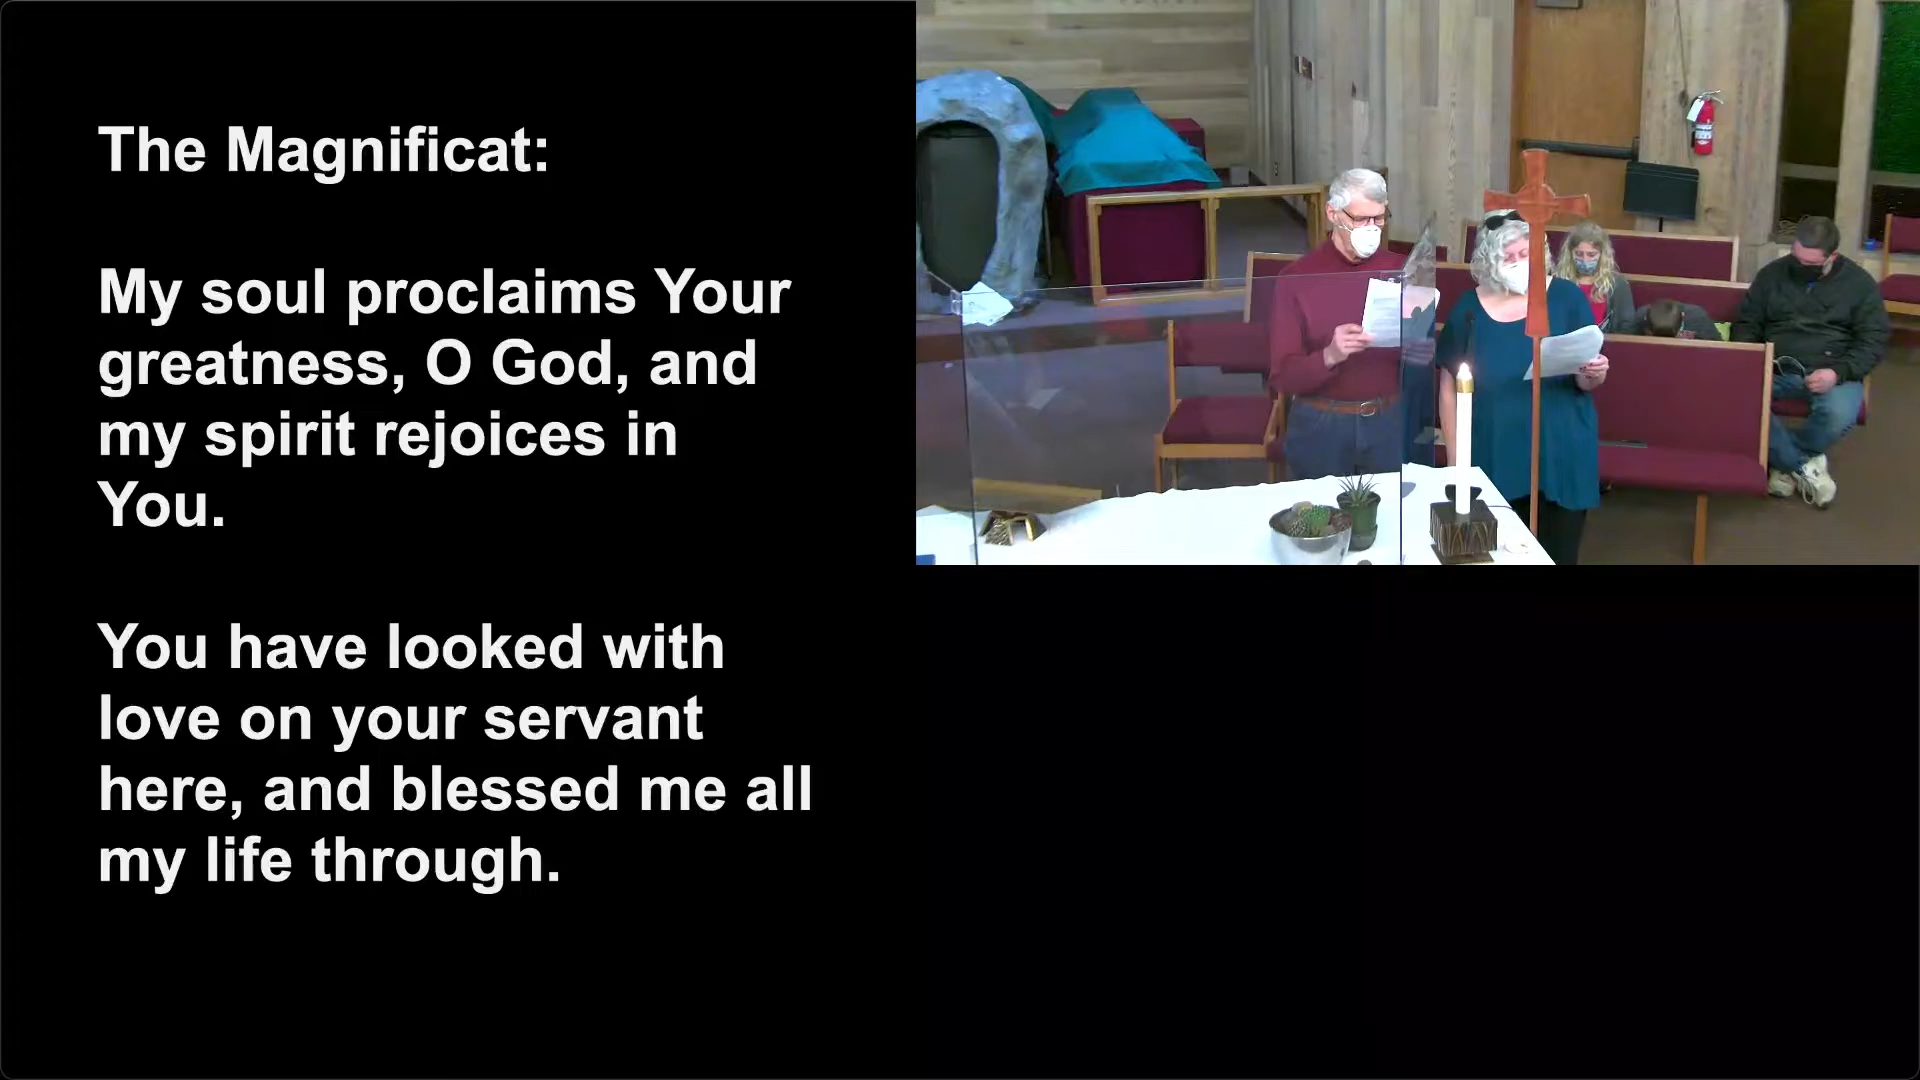 The Magnificat:
My soul proclaims Your
greatness, O God, and
my spirit rejoices in
You.
You have looked with
love on your servant
here, and blessed me all
my life through.